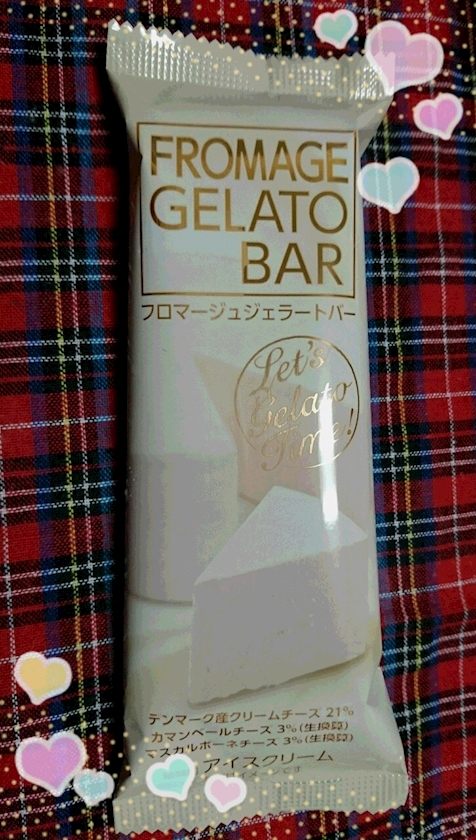 FROMAGE
GELATO
BAR
フロマージュジェラートバー
Let's
Gelato
Time!
デンマーク産クリームチーズ 21%
カマンベールチーズ 3%(生換算)
マスカルポーネチーズ 3%(生換算)
アイスクリーム